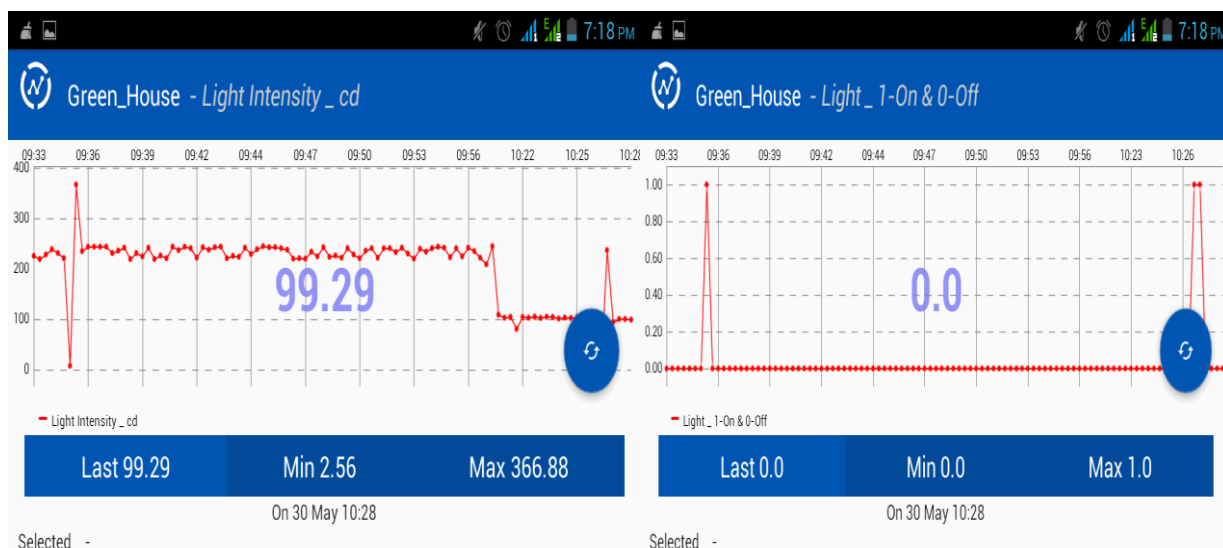 7:18 PM
Green_House - Light Intensity _ cd
09:33 09:36 09:39 09:42 09:44 09:47 09:50 09:53 09:56 10:22 10:25 10:28
400
300
200
100
0
99.29
Light Intensity _ cd
Last 99.29 Min 2.56 Max 366.88
On 30 May 10:28
Selected -
7:18 PM
Green_House - Light _ 1-On & 0-Off
09:33 09:36 09:39 09:42 09:44 09:47 09:50 09:53 09:56 10:23 10:26
1.00
0.80
0.60
0.40
0.20
0.00
0.0
Light _ 1-On & 0-Off
Last 0.0 Min 0.0 Max 1.0
On 30 May 10:28
Selected -